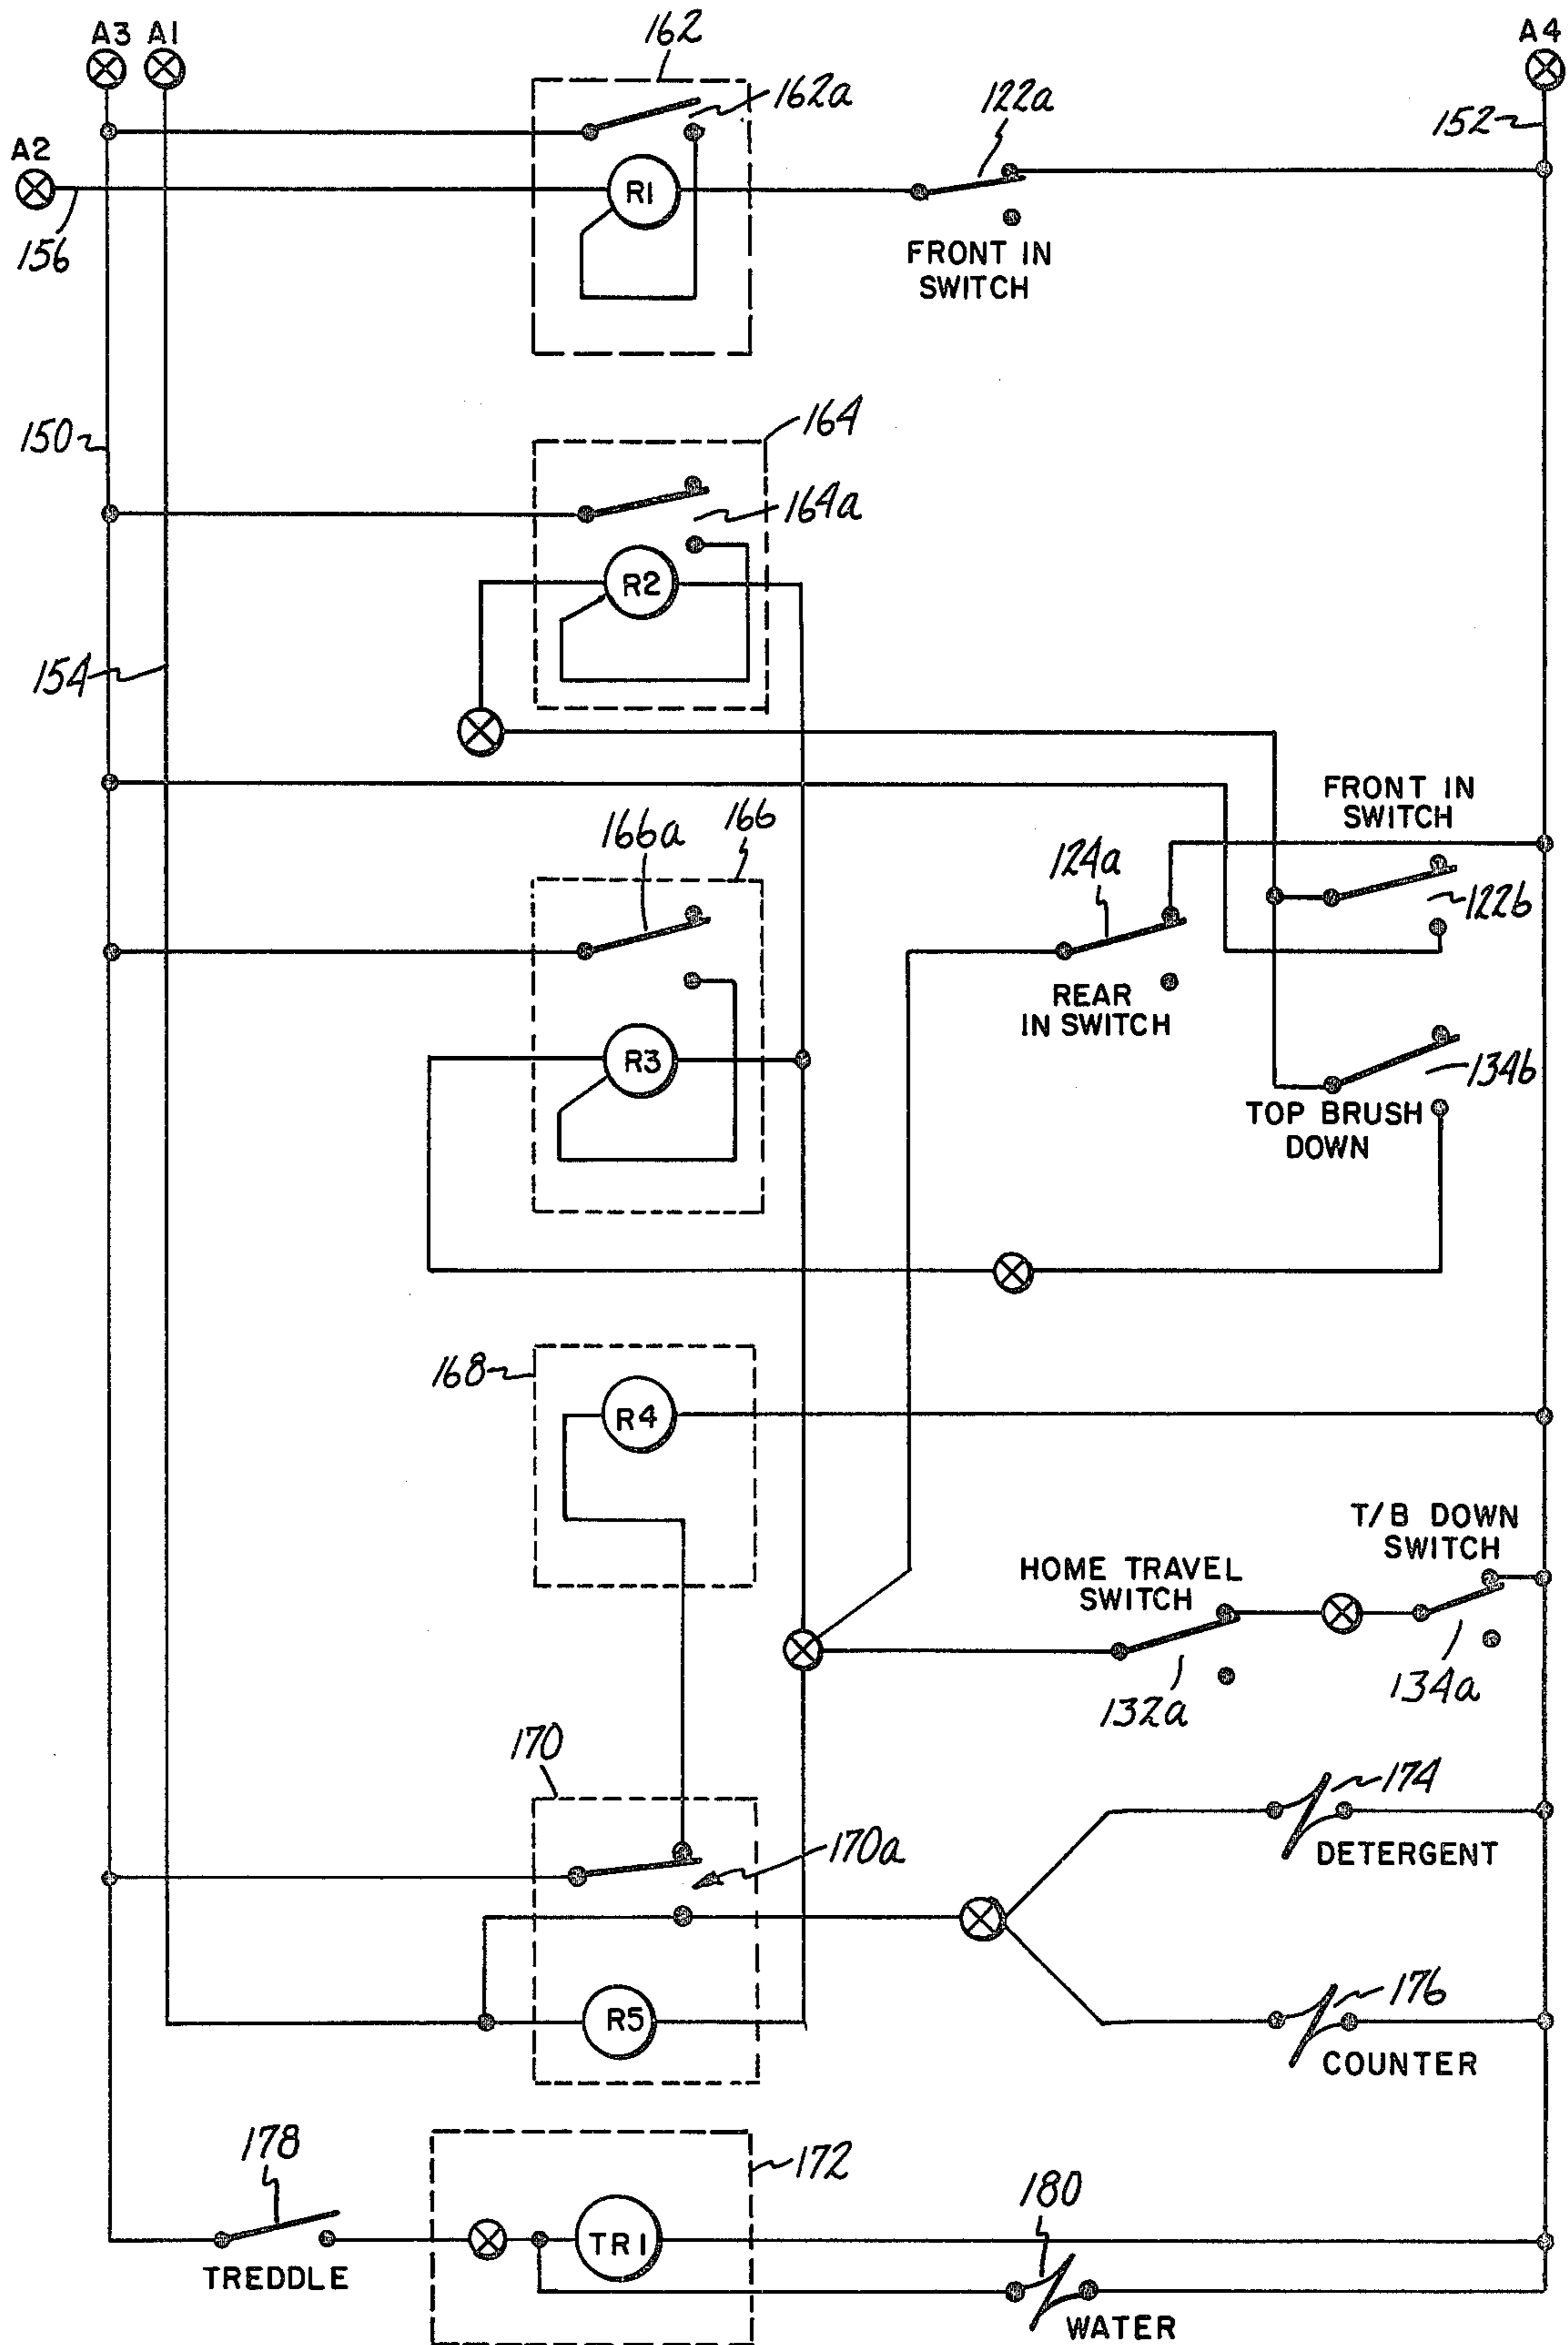 A3 A1
162
A4
162a
122a
152
A2
R1
156
FRONT IN
SWITCH
150
164
164a
R2
154
FRONT IN
SWITCH
166a
166
124a
122b
REAR
IN SWITCH
R3
134b
TOP BRUSH
DOWN
168
R4
T/B DOWN
SWITCH
HOME TRAVEL
SWITCH
132a
134a
170
174
170a
DETERGENT
176
R5
COUNTER
178
172
180
TR1
TREDDLE
WATER